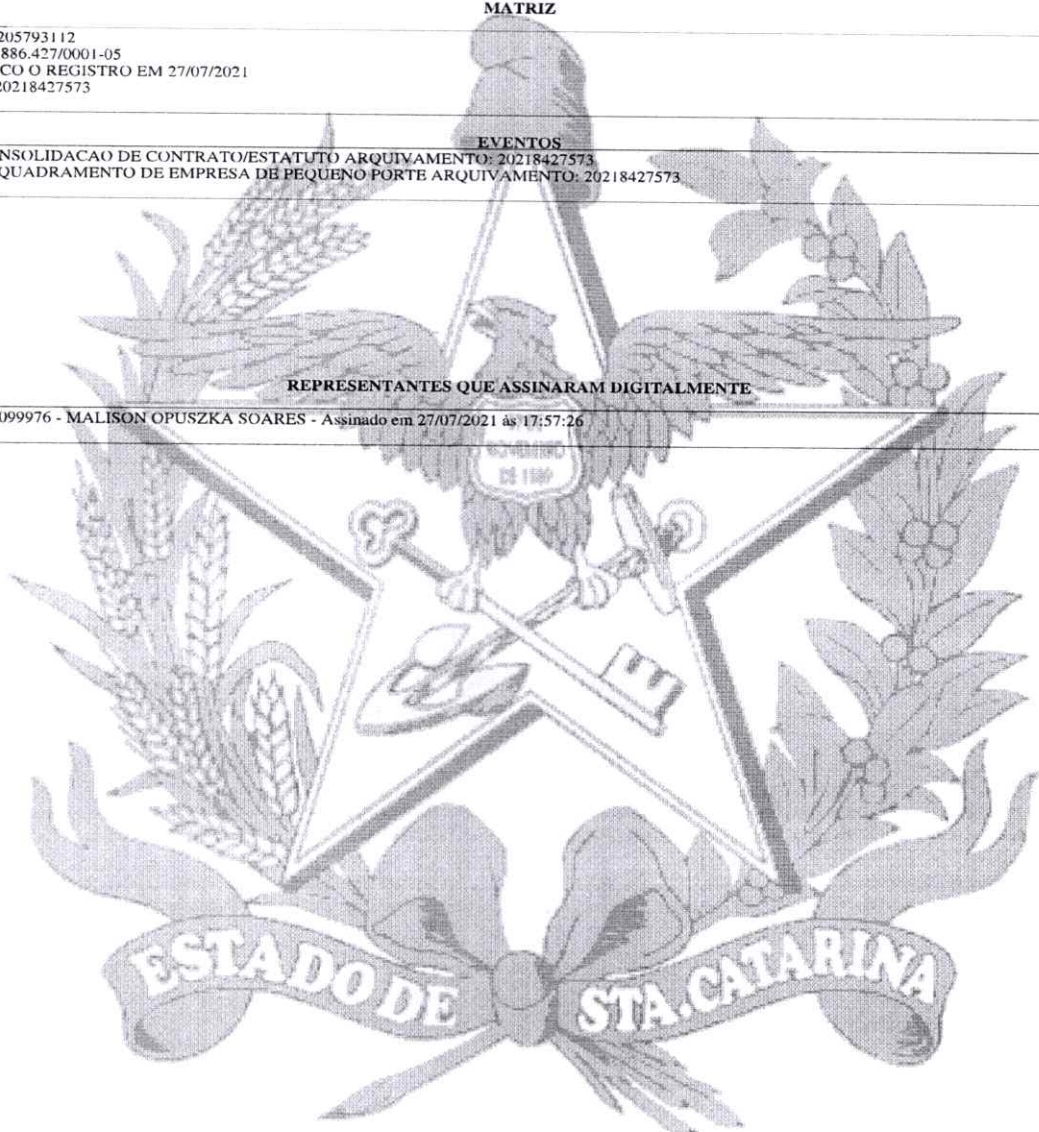 MATRIZ
205793112
886.427/0001-05
CO O REGISTRO EM 27/07/2021
20218427573
EVENTOS
NSOLIDACAO DE CONTRATO/ESTATUTO ARQUIVAMENTO: 20218427573
QUADRAMENTO DE EMPRESA DE PEQUENO PORTE ARQUIVAMENTO: 20218427573
REPRESENTANTES QUE ASSINARAM DIGITALMENTE
099976 - MALISON OPUSZKA SOARES - Assinado em 27/07/2021 às 17:57:26
NOVEMBRO
ESTADO DE STA.CATARINA